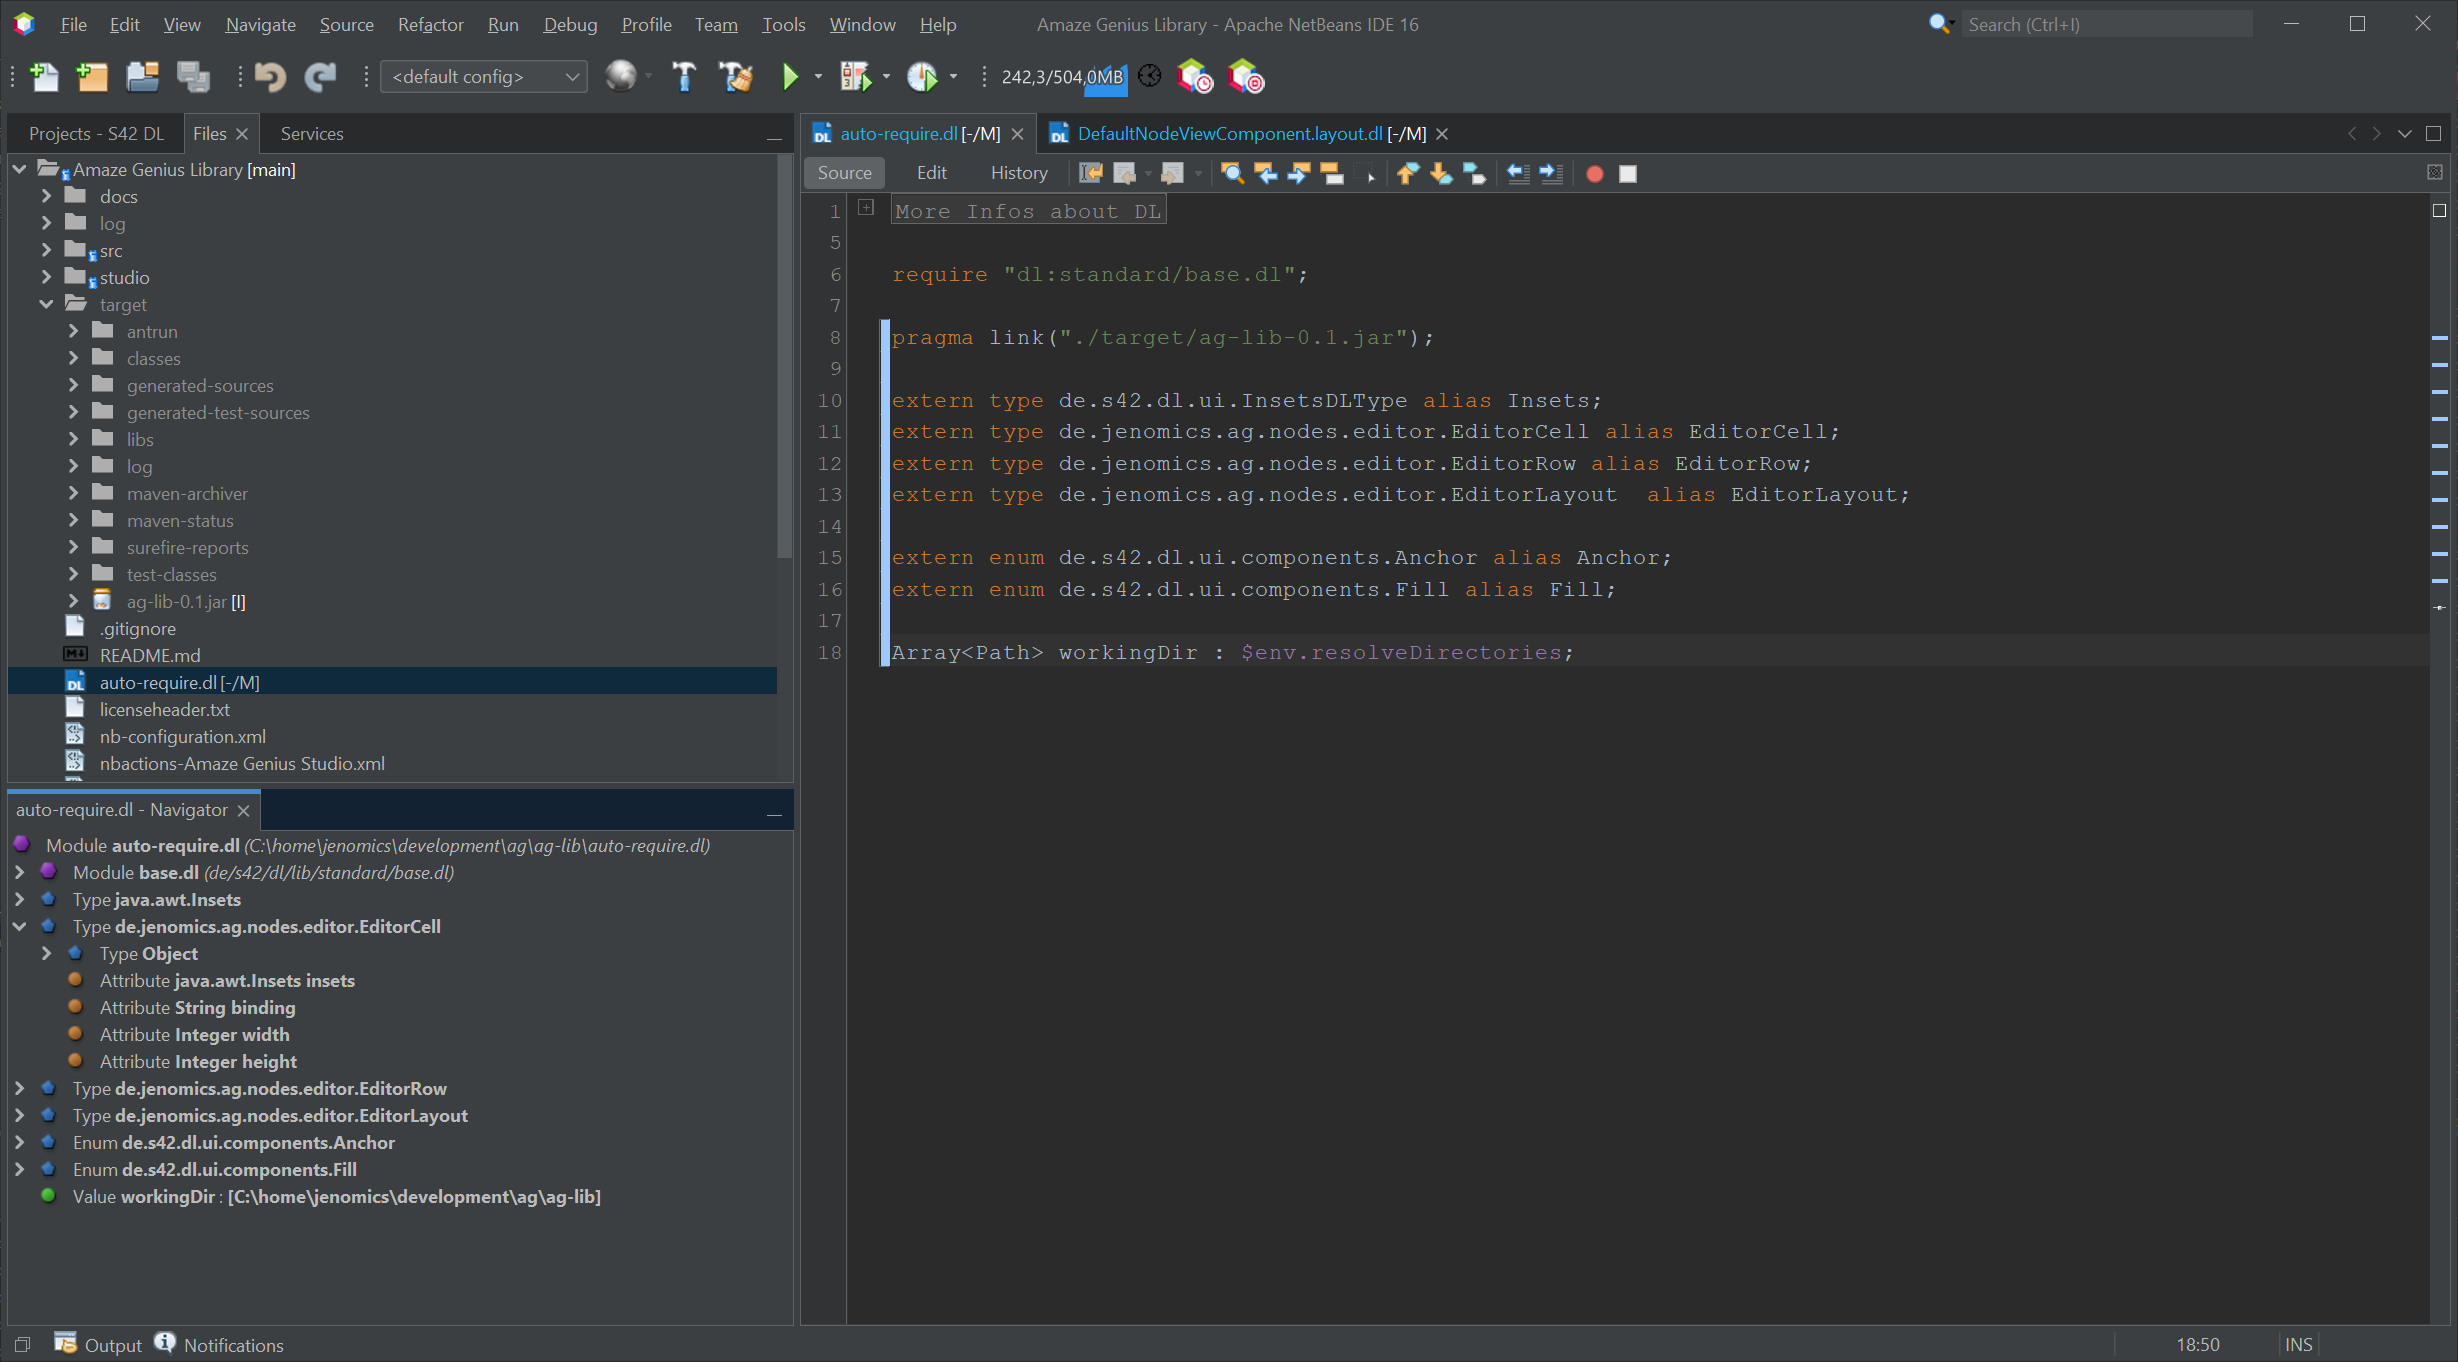 File Edit View Navigate Source Refactor Run Debug Profile Team Tools Window Help Amaze Genius Library - Apache NetBeans IDE 16 Search (Ctrl+I)
<default config> 242,3/504,0MB
Projects - S42 DL Files Services
Amaze Genius Library [main]
docs
log
src
studio
target
antrun
classes
generated-sources
generated-test-sources
libs
log
maven-archiver
maven-status
surefire-reports
test-classes
ag-lib-0.1.jar [I]
.gitignore
README.md
auto-require.dl [-/M]
licenseheader.txt
nb-configuration.xml
nbactions-Amaze Genius Studio.xml
auto-require.dl - Navigator
Module auto-require.dl (C:\home\jenomics\development\ag\ag-lib\auto-require.dl)
Module base.dl (de/s42/dl/lib/standard/base.dl)
Type java.awt.Insets
Type de.jenomics.ag.nodes.editor.EditorCell
Type Object
Attribute java.awt.Insets insets
Attribute String binding
Attribute Integer width
Attribute Integer height
Type de.jenomics.ag.nodes.editor.EditorRow
Type de.jenomics.ag.nodes.editor.EditorLayout
Enum de.s42.dl.ui.components.Anchor
Enum de.s42.dl.ui.components.Fill
Value workingDir : [C:\home\jenomics\development\ag\ag-lib]
auto-require.dl [-/M] DefaultNodeViewComponent.layout.dl [-/M]
Source Edit History
1 More Infos about DL
5
6 require "dl:standard/base.dl";
7
8 pragma link("./target/ag-lib-0.1.jar");
9
10 extern type de.s42.dl.ui.InsetsDLType alias Insets;
11 extern type de.jenomics.ag.nodes.editor.EditorCell alias EditorCell;
12 extern type de.jenomics.ag.nodes.editor.EditorRow alias EditorRow;
13 extern type de.jenomics.ag.nodes.editor.EditorLayout  alias EditorLayout;
14
15 extern enum de.s42.dl.ui.components.Anchor alias Anchor;
16 extern enum de.s42.dl.ui.components.Fill alias Fill;
17
18 Array<Path> workingDir : $env.resolveDirectories;
Output Notifications 18:50 INS